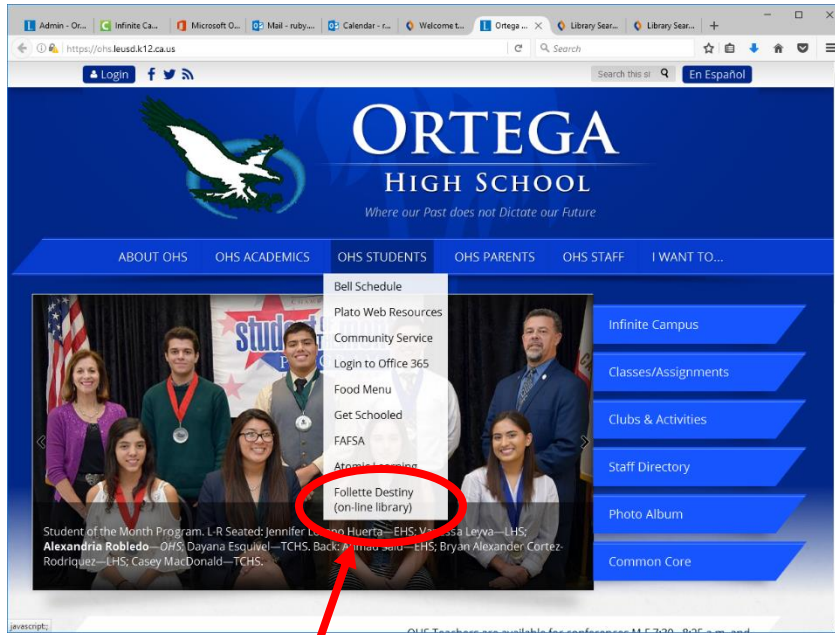 Admin - Or...
Infinite Ca...
Microsoft O...
Mail - ruby....
Calendar - r...
Welcome t...
Ortega ...
Library Sear...
Library Sear...
https://ohs.leusd.k12.ca.us
Search
Login
Search this si
En Español
ORTEGA
HIGH SCHOOL
Where our Past does not Dictate our Future
ABOUT OHS OHS ACADEMICS OHS STUDENTS OHS PARENTS OHS STAFF I WANT TO...
Bell Schedule
Plato Web Resources
Community Service
Login to Office 365
Food Menu
Get Schooled
FAFSA
Atomic Learning
Follette Destiny
(on-line library)
Infinite Campus
Classes/Assignments
Clubs & Activities
Staff Directory
Photo Album
Common Core
Student of the Month Program. L-R Seated: Jennifer Huerta—EHS; Leyva—LHS;
Alexandria Robledo—OHS; Dayana Esquivel—TCHS. Back: Said—EHS; Bryan Alexander Cortez-
Rodriquez—LHS; Casey MacDonald—TCHS.
javascript:;